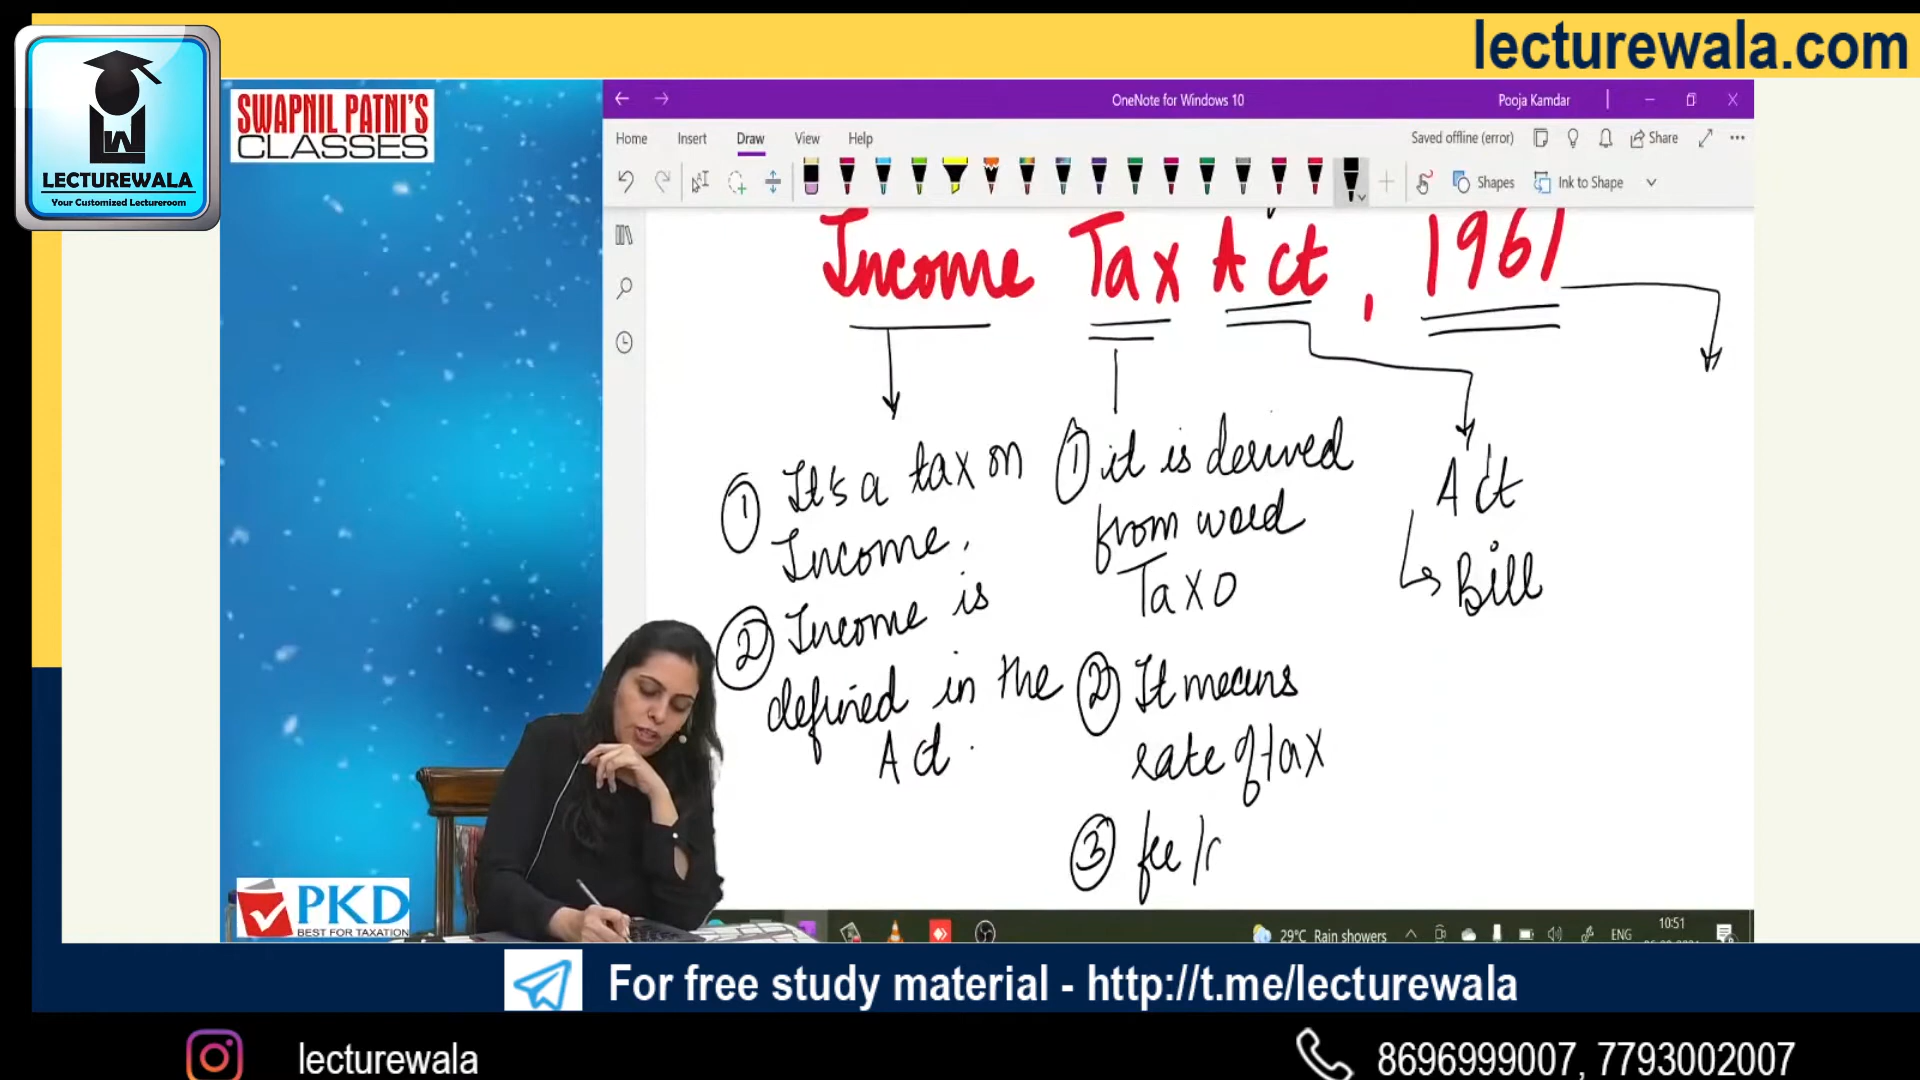 lecturewala.com
LW
LECTUREWALA
Your Customized Lectureroom
SWAPNIL PATNI'S
CLASSES
OneNote for Windows 10
Pooja Kamdar
Home Insert Draw View Help
Saved offline (error)
Share
Shapes
Ink to Shape
Income Tax Act, 1961
① It's a tax on
Income.
② Income is
defined in the
Act.
① it is derived
from word
Taxo
② It means
rate of tax
③ fee /
Act
Bill
PKD
BEST FOR TAXATION
29°C Rain showers
ENG
10:51
For free study material - http://t.me/lecturewala
lecturewala
8696999007, 7793002007